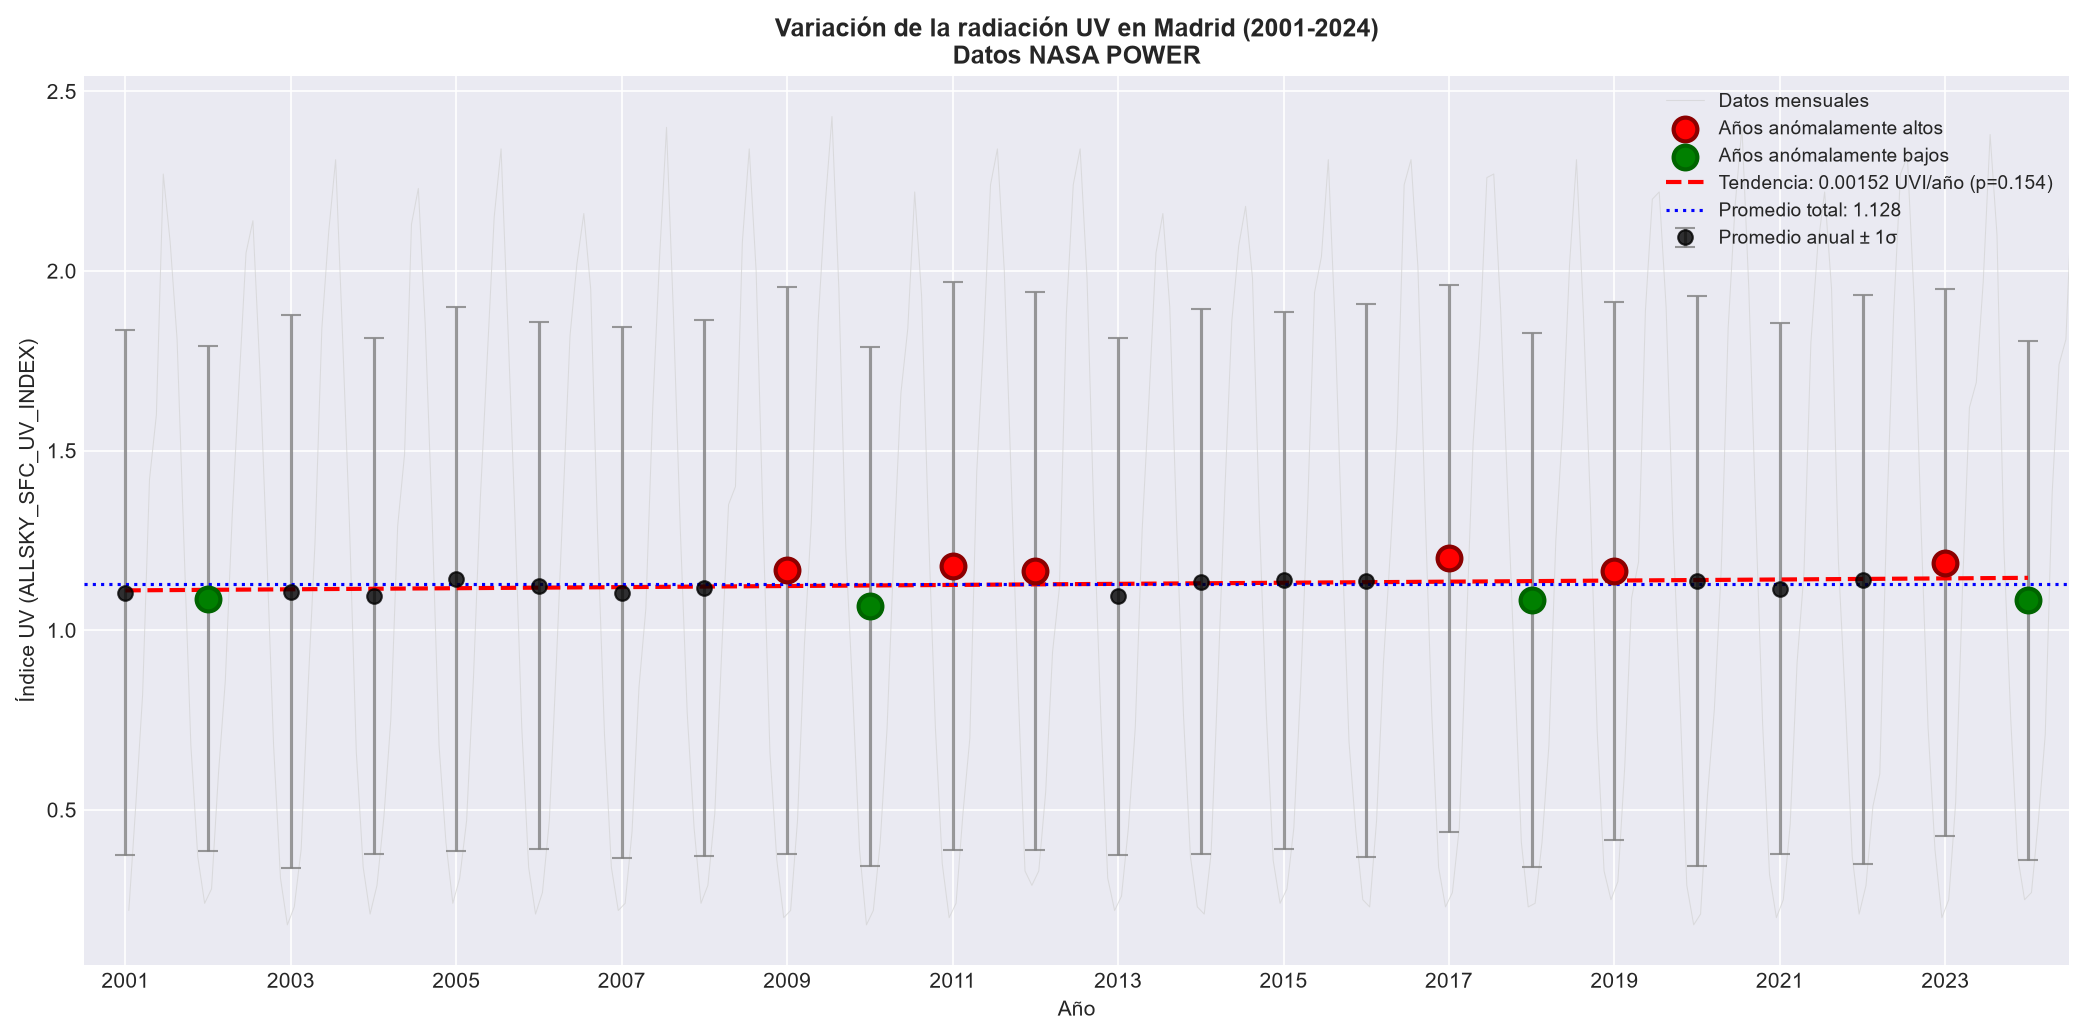 Variación de la radiación UV en Madrid (2001-2024)
Datos NASA POWER
Índice UV (ALLSKY_SFC_UV_INDEX)
2.5
2.0
1.5
1.0
0.5
Datos mensuales
Años anómalamente altos
Años anómalamente bajos
Tendencia: 0.00152 UVI/año (p=0.154)
Promedio total: 1.128
Promedio anual ± 1σ
2001
2003
2005
2007
2009
2011
2013
2015
2017
2019
2021
2023
Año